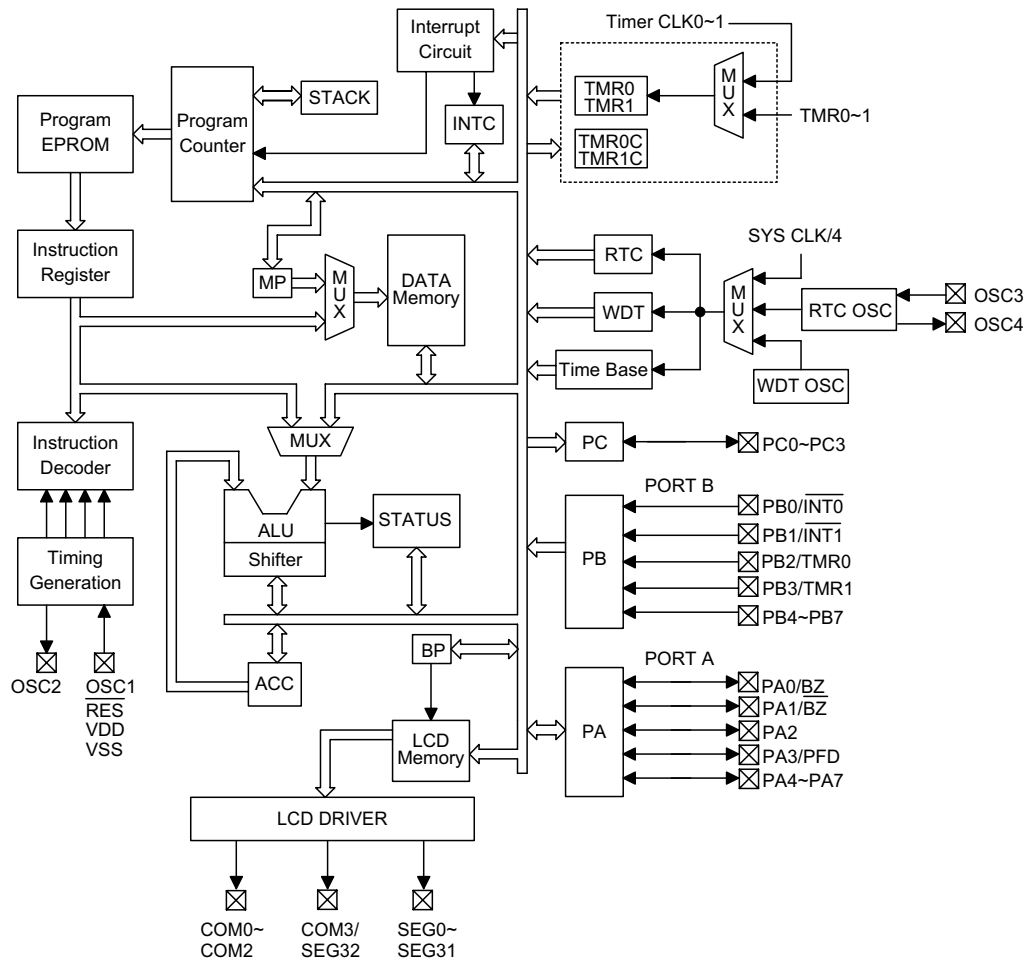 Interrupt
Circuit
Timer CLK0~1
TMR0
TMR1
MUX
TMR0~1
TMR0C
TMR1C
STACK
INTC
Program
EPROM
Program
Counter
Instruction
Register
MP
MUX
DATA
Memory
RTC
WDT
Time Base
SYS CLK/4
MUX
RTC OSC
OSC3
OSC4
WDT OSC
Instruction
Decoder
MUX
ALU
Shifter
STATUS
PC
PC0~PC3
PORT B
PB
PB0/INT0
PB1/INT1
PB2/TMR0
PB3/TMR1
PB4~PB7
Timing
Generation
OSC2
OSC1
RES
VDD
VSS
ACC
BP
LCD
Memory
PORT A
PA
PA0/BZ
PA1/BZ
PA2
PA3/PFD
PA4~PA7
LCD DRIVER
COM0~
COM2
COM3/
SEG32
SEG0~
SEG31